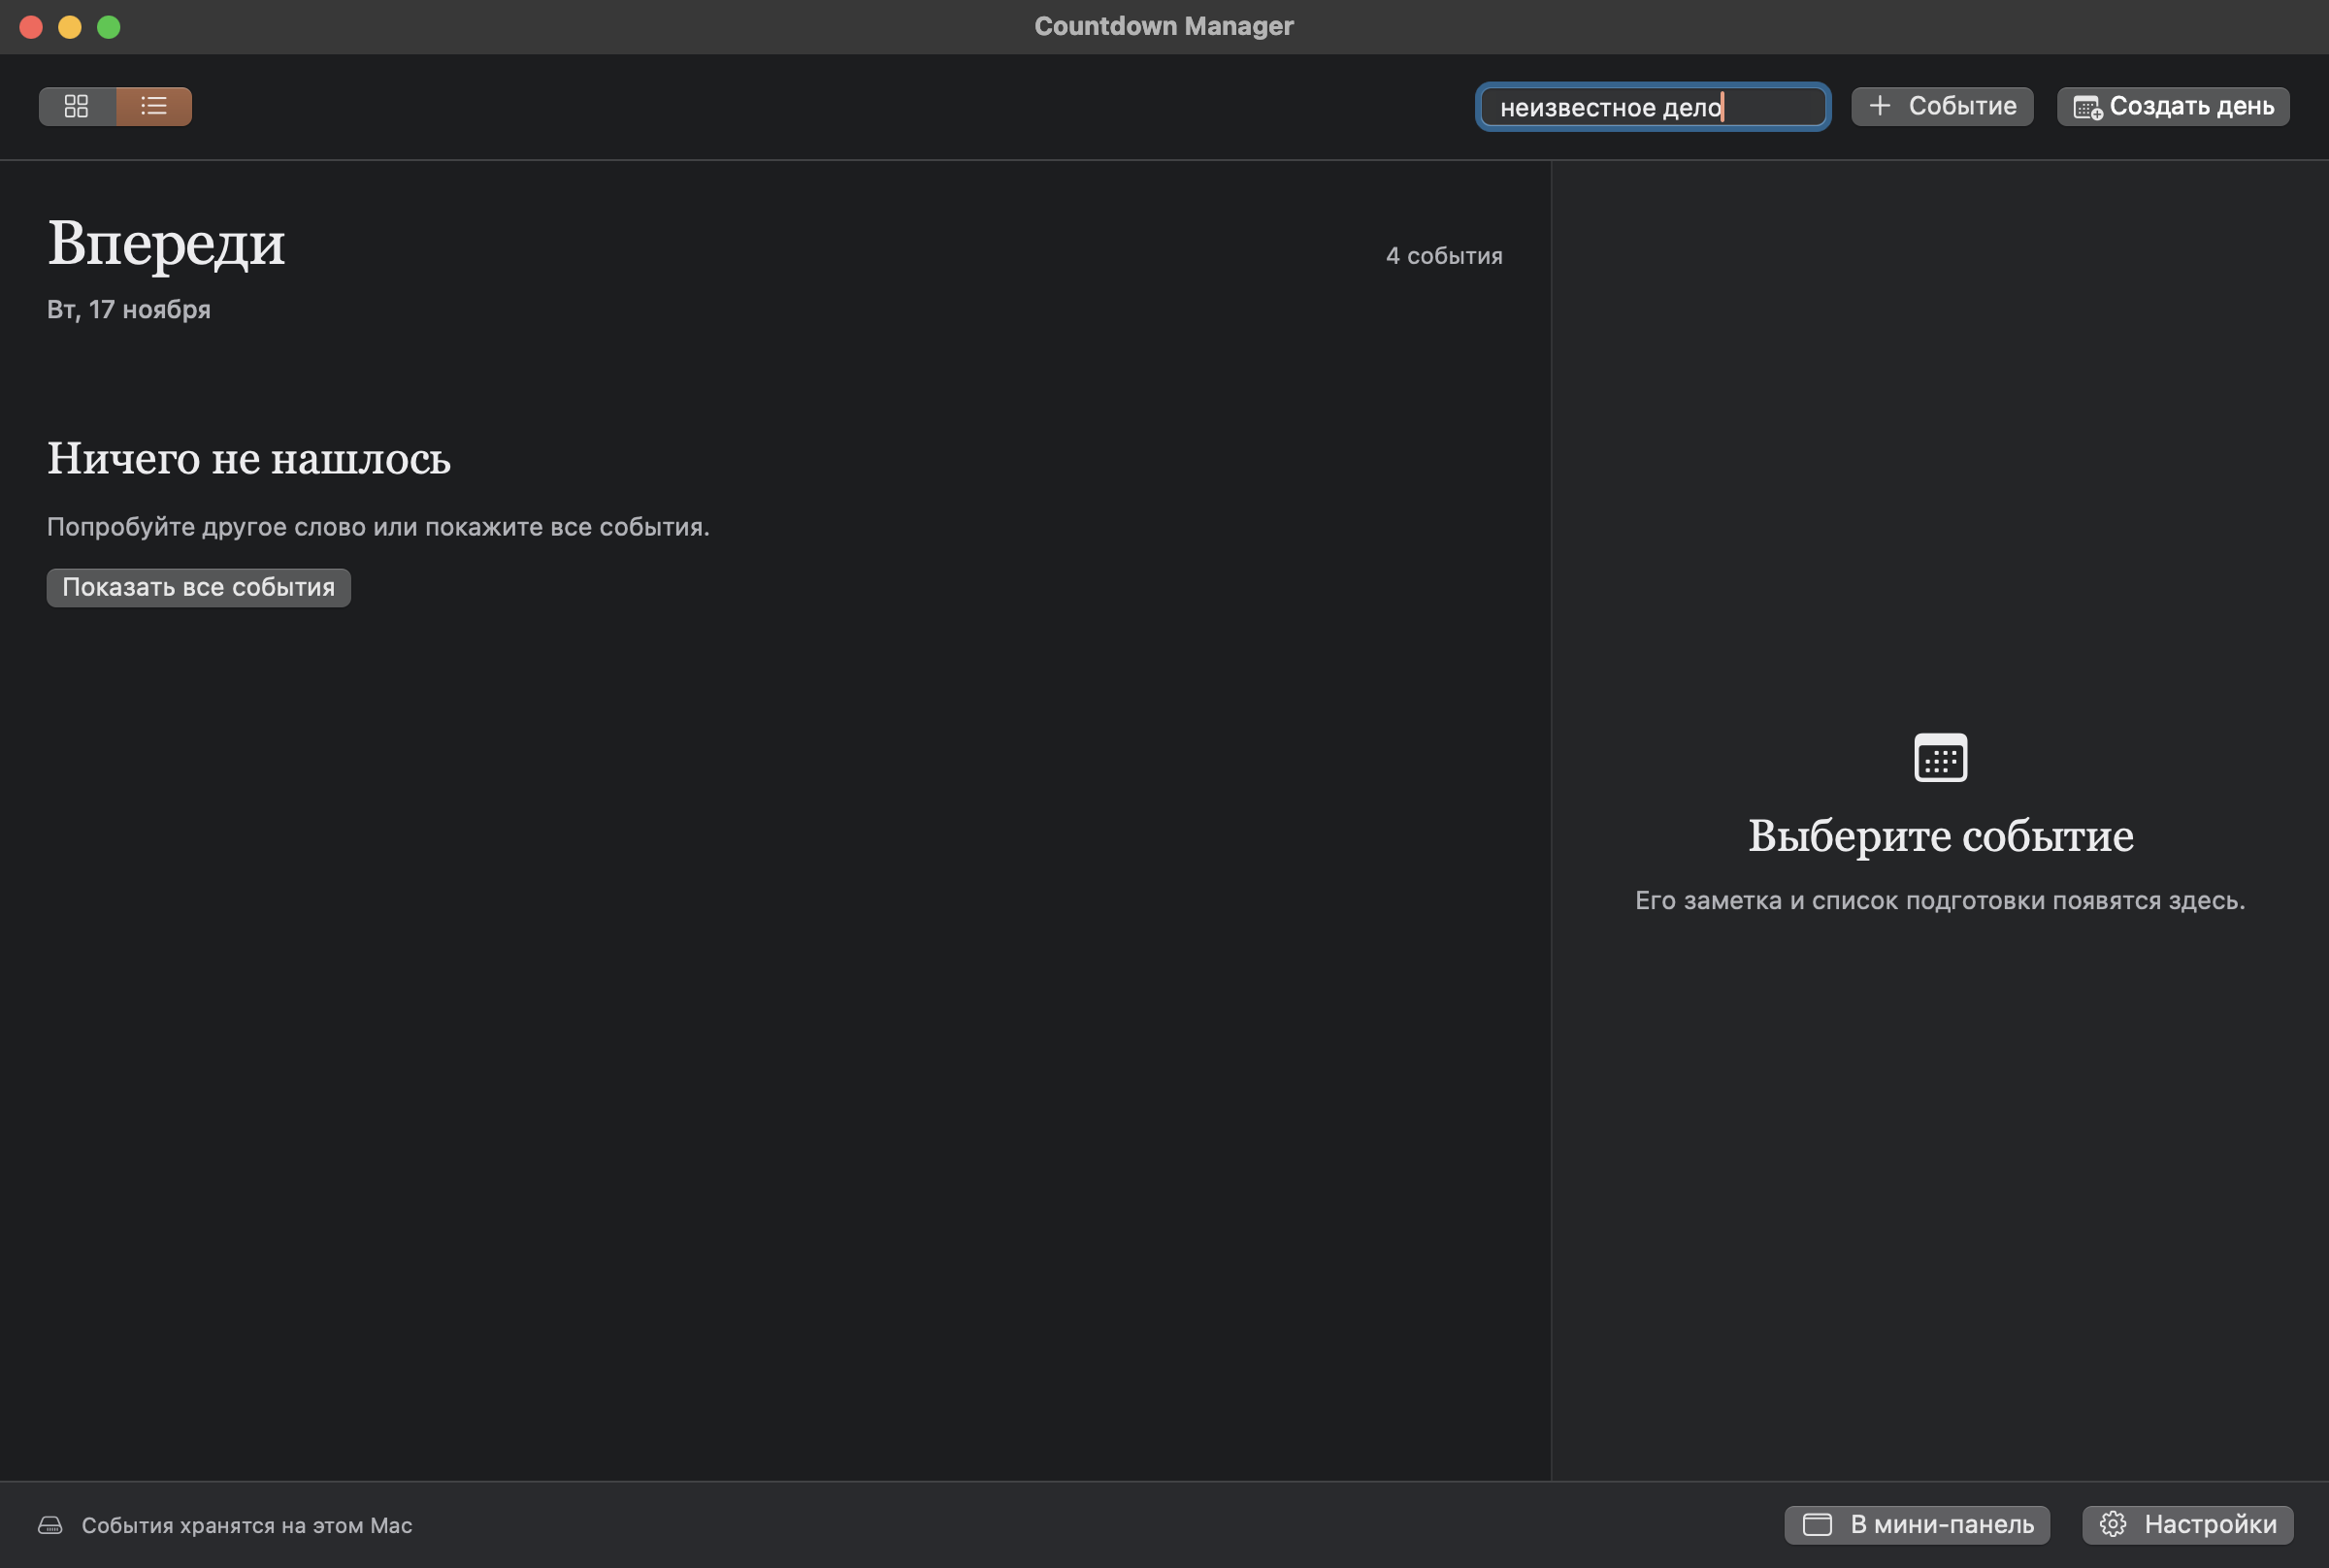 Countdown Manager
неизвестное дело
Событие
Создать день
Впереди
4 события
Вт, 17 ноября
Ничего не нашлось
Попробуйте другое слово или покажите все события.
Показать все события
Выберите событие
Его заметка и список подготовки появятся здесь.
События хранятся на этом Mac
В мини-панель
Настройки